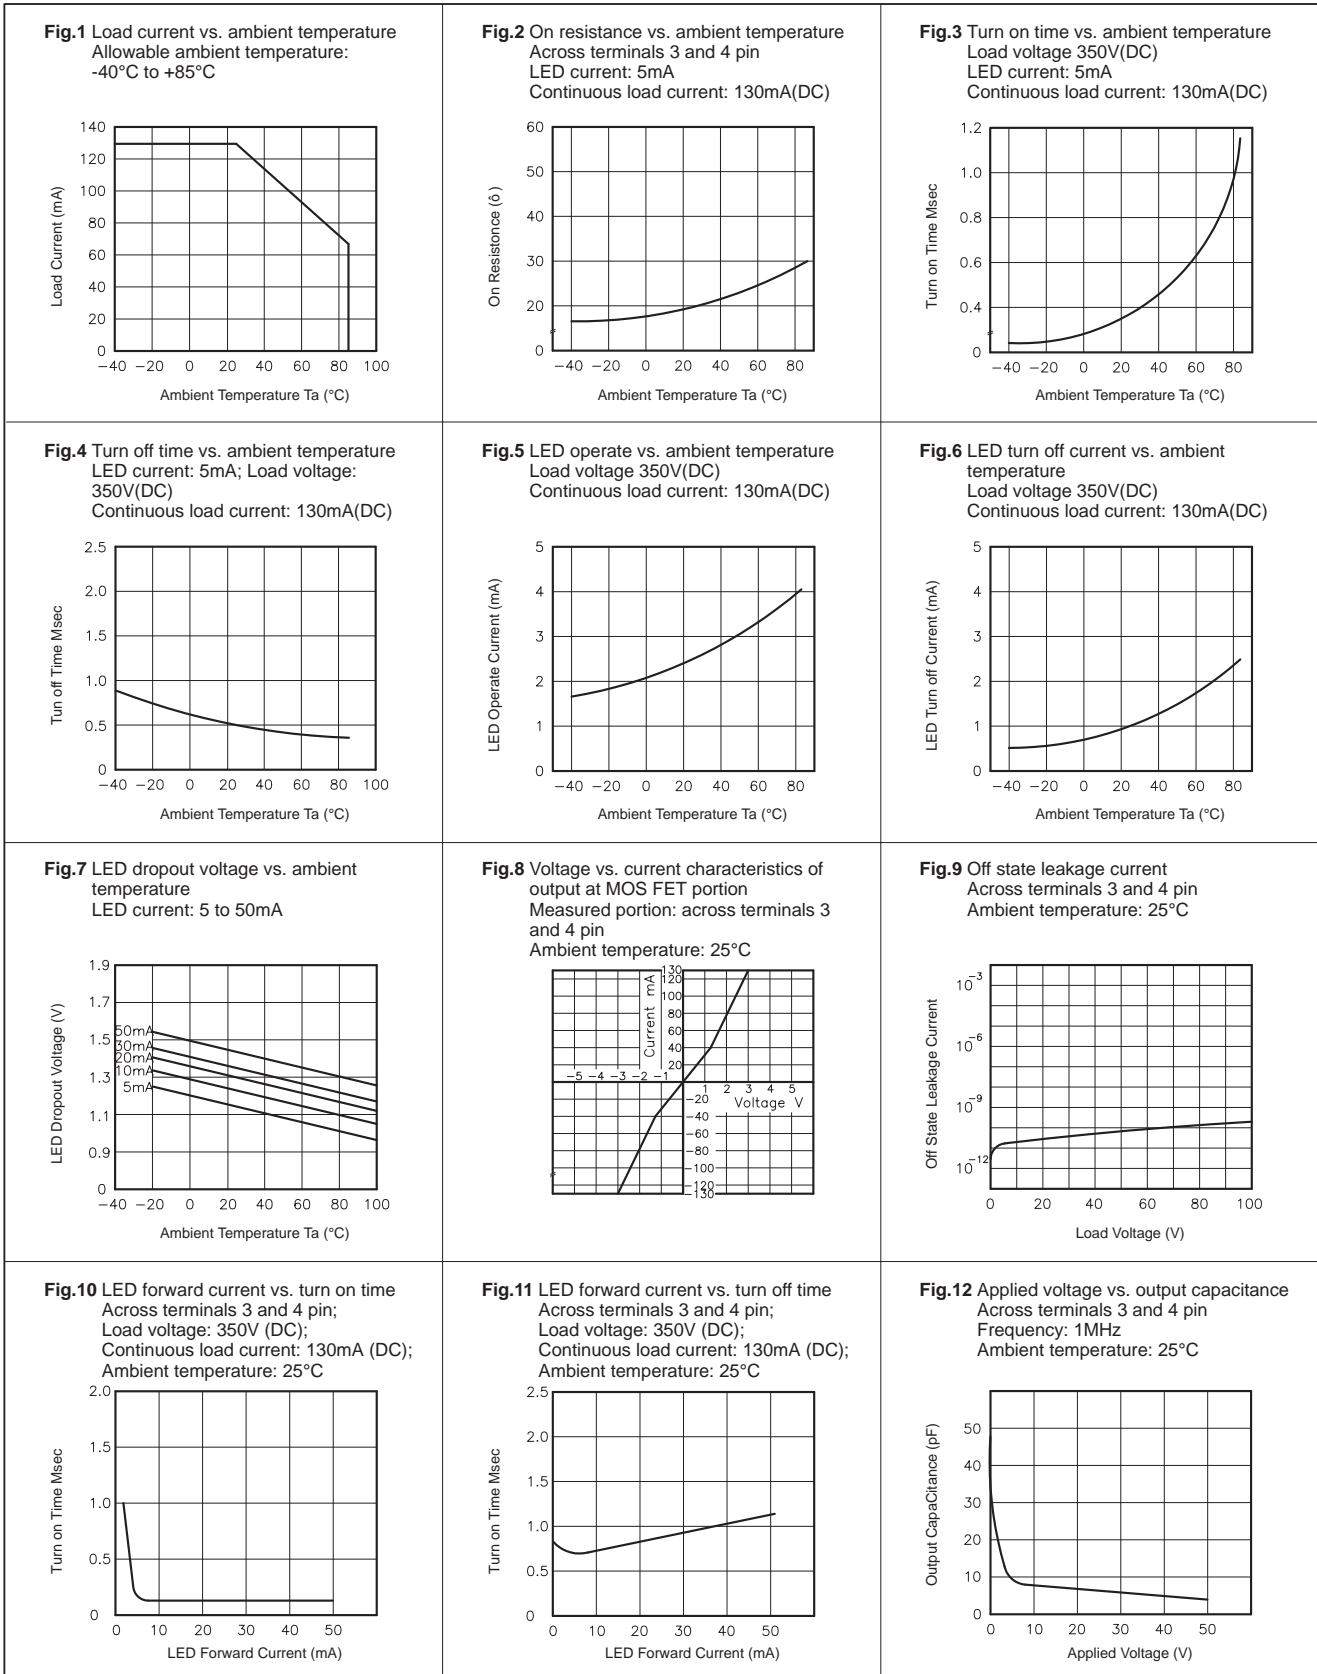 Fig.1 Load current vs. ambient temperature
Allowable ambient temperature:
-40°C to +85°C
140
120
100
80
60
40
20
0
Load Current (mA)
−40 −20 0 20 40 60 80 100
Ambient Temperature Ta (°C)
Fig.2 On resistance vs. ambient temperature
Across terminals 3 and 4 pin
LED current: 5mA
Continuous load current: 130mA(DC)
60
50
40
30
20
0
On Resistonce (ô)
−40 −20 0 20 40 60 80
Ambient Temperature Ta (°C)
Fig.3 Turn on time vs. ambient temperature
Load voltage 350V(DC)
LED current: 5mA
Continuous load current: 130mA(DC)
1.2
1.0
0.8
0.6
0.4
0
Turn on Time Msec
−40 −20 0 20 40 60 80
Ambient Temperature Ta (°C)
Fig.4 Turn off time vs. ambient temperature
LED current: 5mA; Load voltage:
350V(DC)
Continuous load current: 130mA(DC)
2.5
2.0
1.5
1.0
0.5
0
Tun off Time Msec
−40 −20 0 20 40 60 80 100
Ambient Temperature Ta (°C)
Fig.5 LED operate vs. ambient temperature
Load voltage 350V(DC)
Continuous load current: 130mA(DC)
5
4
3
2
1
0
LED Operate Current (mA)
−40 −20 0 20 40 60 80
Ambient Temperature Ta (°C)
Fig.6 LED turn off current vs. ambient
temperature
Load voltage 350V(DC)
Continuous load current: 130mA(DC)
5
4
3
2
1
0
LED Turn off Current (mA)
−40 −20 0 20 40 60 80
Ambient Temperature Ta (°C)
Fig.7 LED dropout voltage vs. ambient
temperature
LED current: 5 to 50mA
1.9
1.7
1.5
1.3
1.1
0.9
0
LED Dropout Voltage (V)
50mA
30mA
20mA
10mA
5mA
−40 −20 0 20 40 60 80 100
Ambient Temperature Ta (°C)
Fig.8 Voltage vs. current characteristics of
output at MOS FET portion
Measured portion: across terminals 3
and 4 pin
Ambient temperature: 25°C
Current mA
130
120
100
80
60
40
20
−5 −4 −3 −2 −1
1 2 3 4 5
Voltage V
−20
−40
−60
−80
−100
−120
−130
Fig.9 Off state leakage current
Across terminals 3 and 4 pin
Ambient temperature: 25°C
10−3
10−6
10−9
10−12
Off State Leakage Current
0 20 40 60 80 100
Load Voltage (V)
Fig.10 LED forward current vs. turn on time
Across terminals 3 and 4 pin;
Load voltage: 350V (DC);
Continuous load current: 130mA (DC);
Ambient temperature: 25°C
2.0
1.5
1.0
0.5
0
Turn on Time Msec
0 10 20 30 40 50
LED Forward Current (mA)
Fig.11 LED forward current vs. turn off time
Across terminals 3 and 4 pin;
Load voltage: 350V (DC);
Continuous load current: 130mA (DC);
Ambient temperature: 25°C
2.5
2.0
1.5
1.0
0.5
0
Turn on Time Msec
0 10 20 30 40 50
LED Forward Current (mA)
Fig.12 Applied voltage vs. output capacitance
Across terminals 3 and 4 pin
Frequency: 1MHz
Ambient temperature: 25°C
50
40
30
20
10
0
Output CapaCitance (pF)
0 10 20 30 40 50
Applied Voltage (V)